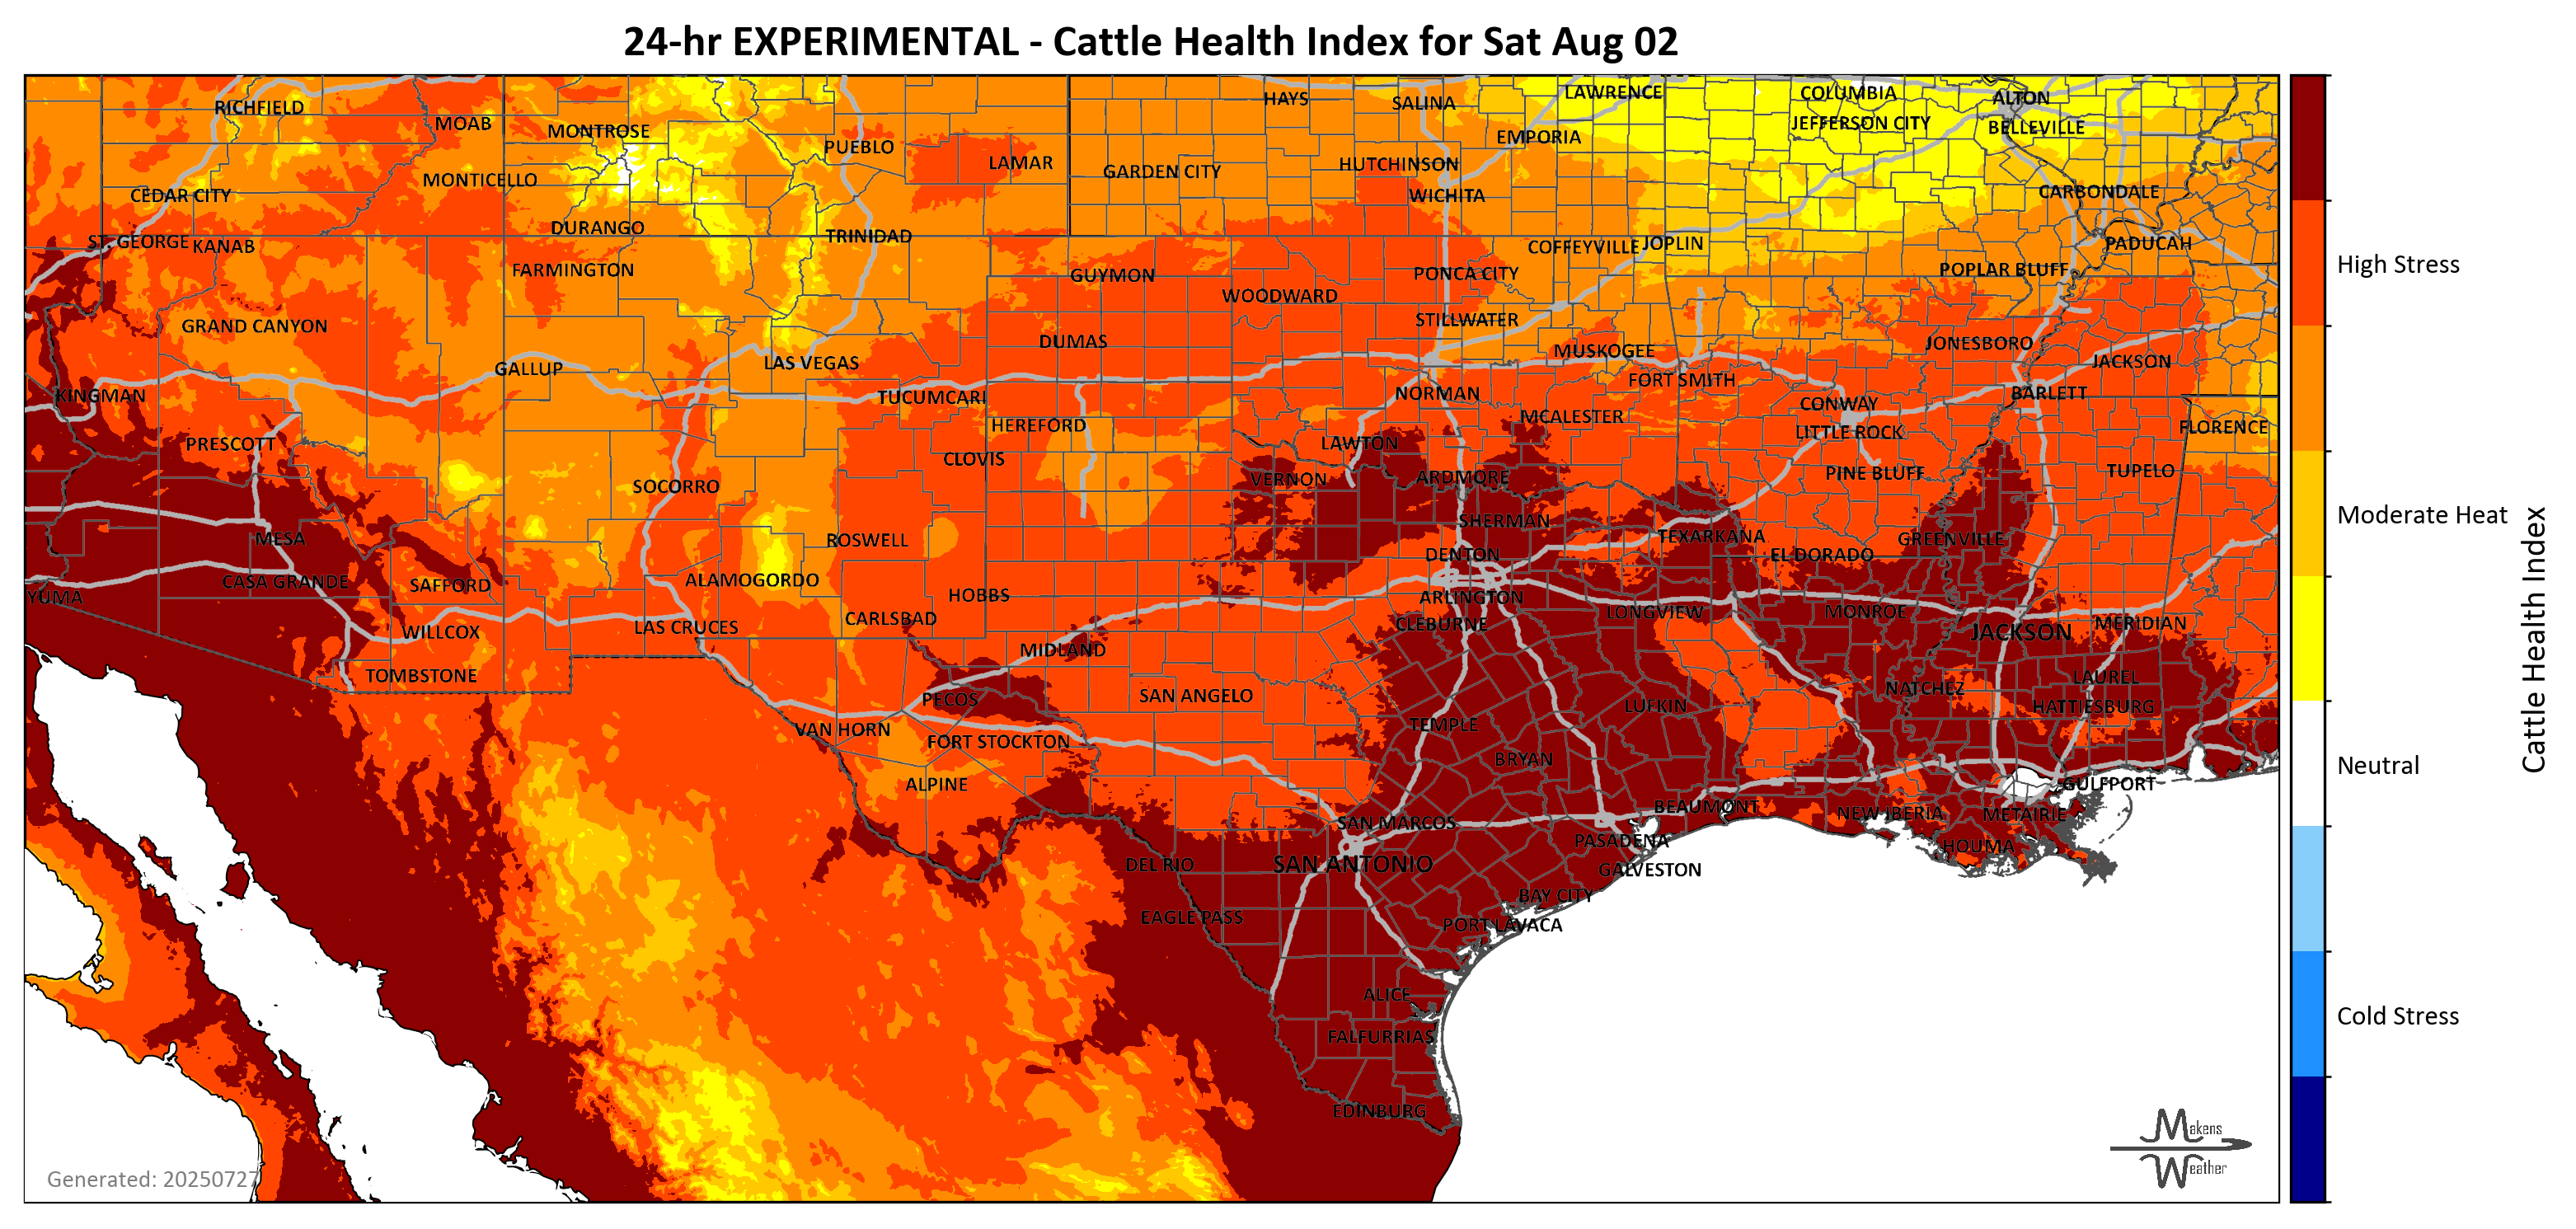 24-hr EXPERIMENTAL - Cattle Health Index for Sat Aug 02
RICHFIELD
MOAB
MONTROSE
PUEBLO
LAMAR
HAYS
SALINA
LAWRENCE
COLUMBIA
ALTON
EMPORIA
JEFFERSON CITY
BELLEVILLE
MONTICELLO
GARDEN CITY
HUTCHINSON
WICHITA
CEDAR CITY
CARBONDALE
ST. GEORGE
KANAB
DURANGO
TRINIDAD
COFFEYVILLE
JOPLIN
PADUCAH
High Stress
FARMINGTON
GUYMON
PONCA CITY
POPLAR BLUFF
WOODWARD
GRAND CANYON
STILLWATER
DUMAS
MUSKOGEE
JONESBORO
JACKSON
GALLUP
LAS VEGAS
FORT SMITH
KINGMAN
TUCUMCARI
NORMAN
CONWAY
BARLETT
HEREFORD
MCALESTER
LITTLE ROCK
FLORENCE
PRESCOTT
CLOVIS
LAWTON
SOCORRO
VERNON
ARDMORE
PINE BLUFF
TUPELO
SHERMAN
Moderate Heat
MESA
ROSWELL
DENTON
TEXARKANA
EL DORADO
GREENVILLE
CASA GRANDE
SAFFORD
ALAMOGORDO
YUMA
HOBBS
ARLINGTON
LONGVIEW
MONROE
WILLCOX
LAS CRUCES
CARLSBAD
CLEBURNE
JACKSON
MERIDIAN
Cattle Health Index
MIDLAND
TOMBSTONE
PECOS
SAN ANGELO
NATCHEZ
LAUREL
LUFKIN
HATTIESBURG
VAN HORN
FORT STOCKTON
TEMPLE
BRYAN
Neutral
ALPINE
GULFPORT
BEAUMONT
NEW IBERIA
METAIRIE
SAN MARCOS
PASADENA
HOUMA
DEL RIO
SAN ANTONIO
GALVESTON
BAY CITY
EAGLE PASS
PORT LAVACA
ALICE
Cold Stress
FALFURRIAS
EDINBURG
Makens
Weather
Generated: 20250727